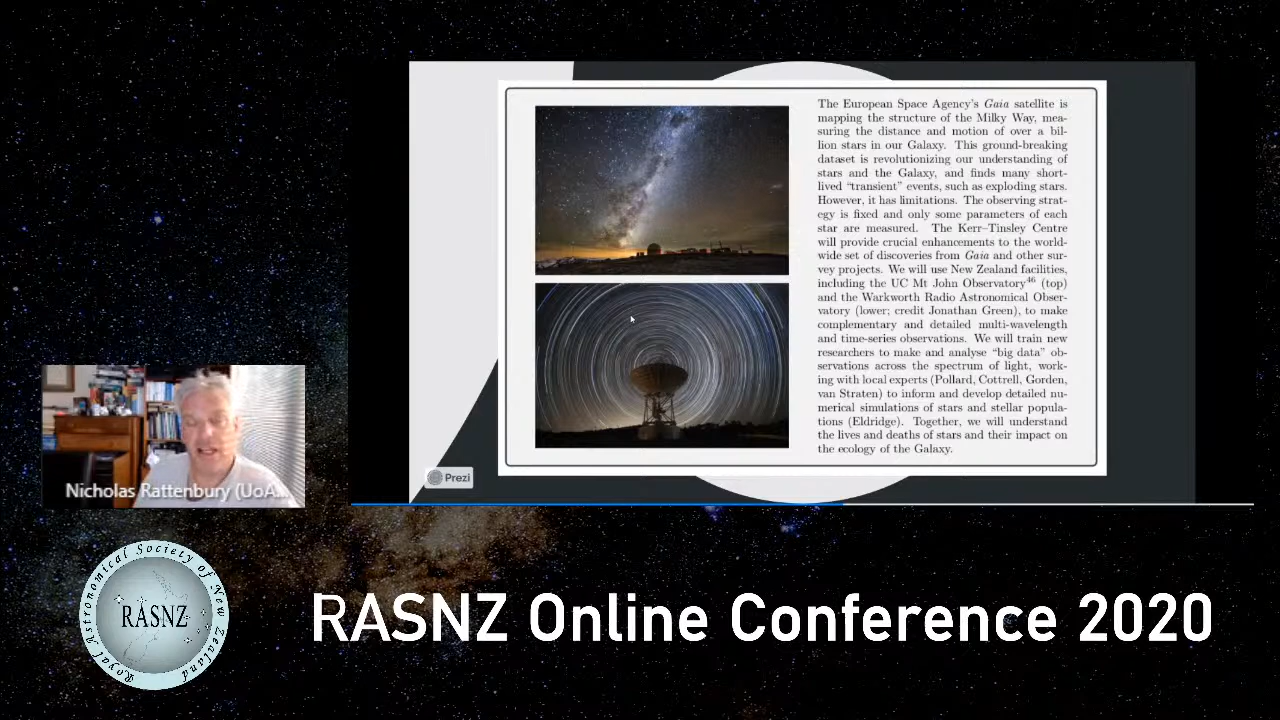 The European Space Agency's Gaia satellite is
mapping the structure of the Milky Way, mea-
suring the distance and motion of over a bil-
lion stars in our Galaxy. This ground-breaking
dataset is revolutionizing our understanding of
stars and the Galaxy, and finds many short-
lived “transient” events, such as exploding stars.
However, it has limitations. The observing strat-
egy is fixed and only some parameters of each
star are measured. The Kerr–Tinsley Centre
will provide crucial enhancements to the world-
wide set of discoveries from Gaia and other sur-
vey projects. We will use New Zealand facilities,
including the UC Mt John Observatory46 (top)
and the Warkworth Radio Astronomical Obser-
vatory (lower; credit Jonathan Green), to make
complementary and detailed multi-wavelength
and time-series observations. We will train new
researchers to make and analyse “big data” ob-
servations across the spectrum of light, work-
ing with local experts (Pollard, Cottrell, Gorden,
van Straten) to inform and develop detailed nu-
merical simulations of stars and stellar popula-
tions (Eldridge). Together, we will understand
the lives and deaths of stars and their impact on
the ecology of the Galaxy.
Prezi
Nicholas Rattenbury (UoA...
Royal Astronomical Society of New Zealand
RASNZ
RASNZ Online Conference 2020